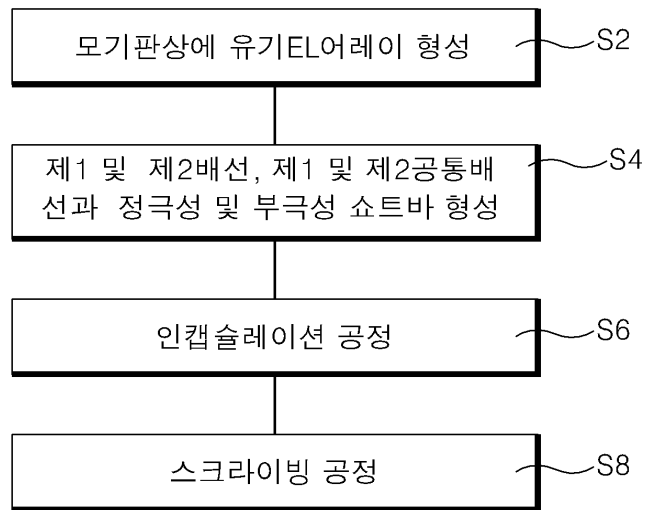 모기판상에 유기EL어레이 형성
S2
제1 및 제2배선, 제1 및 제2공통배
선과 정극성 및 부극성 쇼트바 형성
S4
인캡슐레이션 공정
S6
스크라이빙 공정
S8